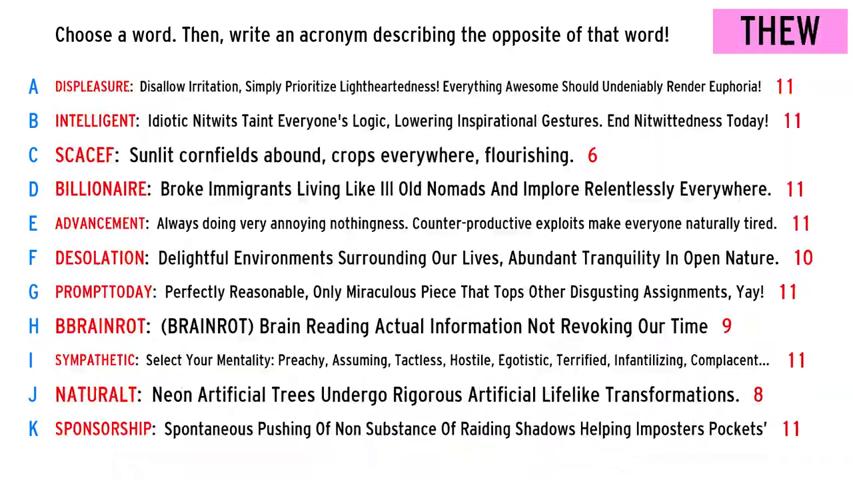 Choose a word. Then, write an acronym describing the opposite of that word!
THEW
A DISPLEASURE: Disallow Irritation, Simply Prioritize Lightheartedness! Everything Awesome Should Undeniably Render Euphoria! 11
B INTELLIGENT: Idiotic Nitwits Taint Everyone's Logic, Lowering Inspirational Gestures. End Nitwittedness Today! 11
C SCACEF: Sunlit cornfields abound, crops everywhere, flourishing. 6
D BILLIONAIRE: Broke Immigrants Living Like Ill Old Nomads And Implore Relentlessly Everywhere. 11
E ADVANCEMENT: Always doing very annoying nothingness. Counter-productive exploits make everyone naturally tired. 11
F DESOLATION: Delightful Environments Surrounding Our Lives, Abundant Tranquility In Open Nature. 10
G PROMPTTODAY: Perfectly Reasonable, Only Miraculous Piece That Tops Other Disgusting Assignments, Yay! 11
H BBRAINROT: (BRAINROT) Brain Reading Actual Information Not Revoking Our Time 9
I SYMPATHETIC: Select Your Mentality: Preachy, Assuming, Tactless, Hostile, Egotistic, Terrified, Infantilizing, Complacent... 11
J NATURALT: Neon Artificial Trees Undergo Rigorous Artificial Lifelike Transformations. 8
K SPONSORSHIP: Spontaneous Pushing Of Non Substance Of Raiding Shadows Helping Imposters Pockets' 11